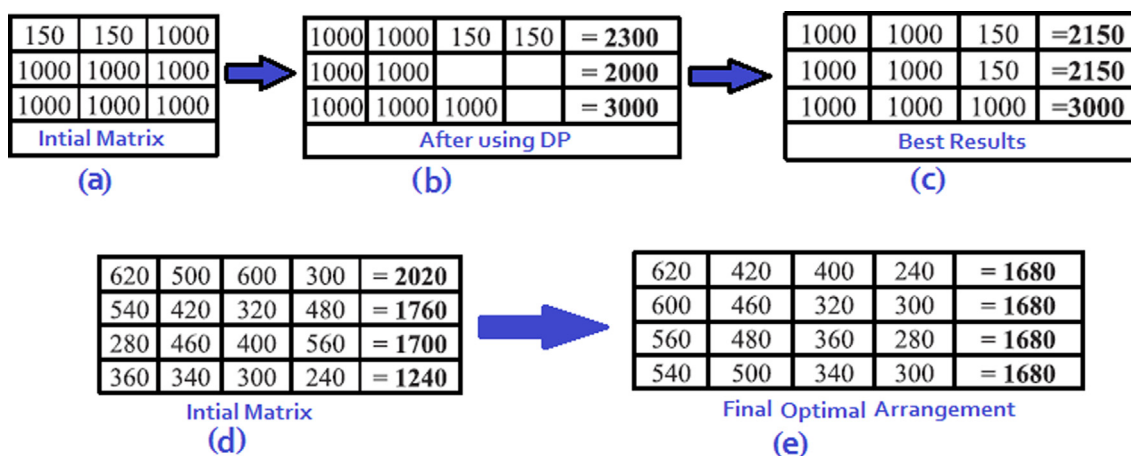 150 150 1000
1000 1000 1000
1000 1000 1000
Intial Matrix
(a)
1000 1000 150 150 = 2300
1000 1000 = 2000
1000 1000 1000 = 3000
After using DP
(b)
1000 1000 150 =2150
1000 1000 150 =2150
1000 1000 1000 =3000
Best Results
(c)
620 500 600 300 = 2020
540 420 320 480 = 1760
280 460 400 560 = 1700
360 340 300 240 = 1240
Intial Matrix
(d)
620 420 400 240 = 1680
600 460 320 300 = 1680
560 480 360 280 = 1680
540 500 340 300 = 1680
Final Optimal Arrangement
(e)